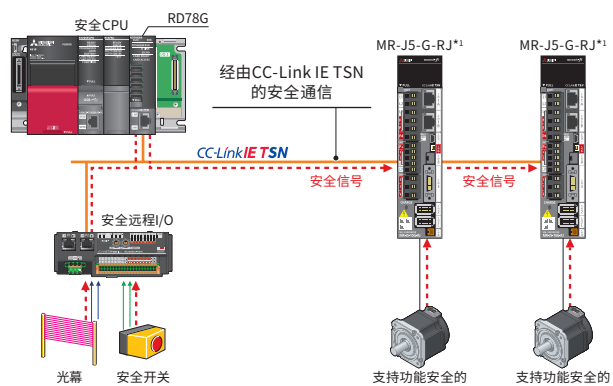 安全CPU
RD78G
MR-J5-G-RJ*1
MR-J5-G-RJ*1
经由CC-Link IE TSN
的安全通信
CC-Link IE TSN
安全信号
安全信号
安全远程I/O
光幕
安全开关
支持功能安全的
支持功能安全的